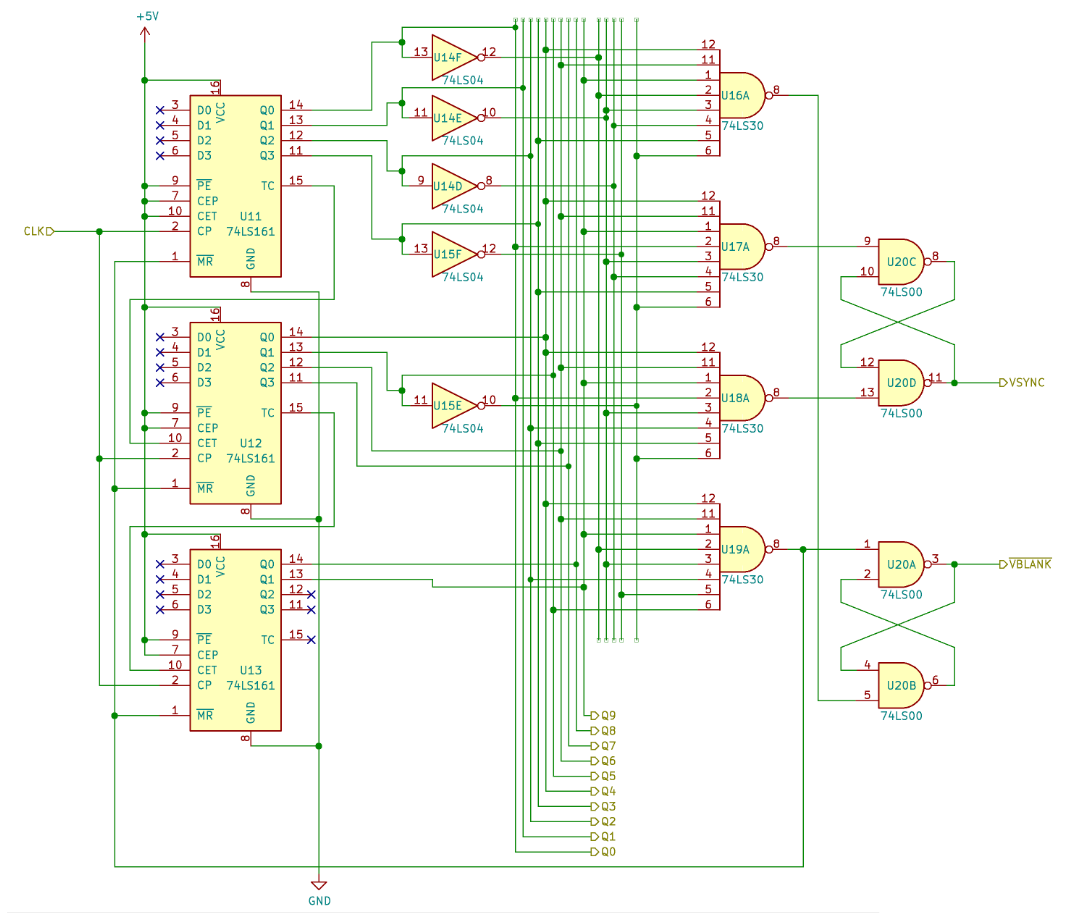 +5V
16
VCC
3 D0 Q0 14
4 D1 Q1 13
5 D2 Q2 12
6 D3 Q3 11
9 PE TC 15
7 CEP
10 CET U11
CLK 2 CP 74LS161
1 MR GND
8
16
VCC
3 D0 Q0 14
4 D1 Q1 13
5 D2 Q2 12
6 D3 Q3 11
9 PE TC 15
7 CEP
10 CET U12
2 CP 74LS161
1 MR GND
8
16
VCC
3 D0 Q0 14
4 D1 Q1 13
5 D2 Q2 12
6 D3 Q3 11
9 PE TC 15
7 CEP
10 CET U13
2 CP 74LS161
1 MR GND
8
GND
13 U14F 12
74LS04
11 U14E 10
74LS04
9 U14D 8
74LS04
13 U15F 12
74LS04
11 U15E 10
74LS04
12
11
1
2 U16A 8
3
4 74LS30
5
6
12
11
1
2 U17A 8
3
4 74LS30
5
6
12
11
1
2 U18A 8
3
4 74LS30
5
6
12
11
1
2 U19A 8
3
4 74LS30
5
6
9 U20C 8
10
74LS00
12 U20D 11 VSYNC
13
74LS00
1 U20A 3 VBLANK
2
74LS00
4 U20B 6
5
74LS00
Q9
Q8
Q7
Q6
Q5
Q4
Q3
Q2
Q1
Q0